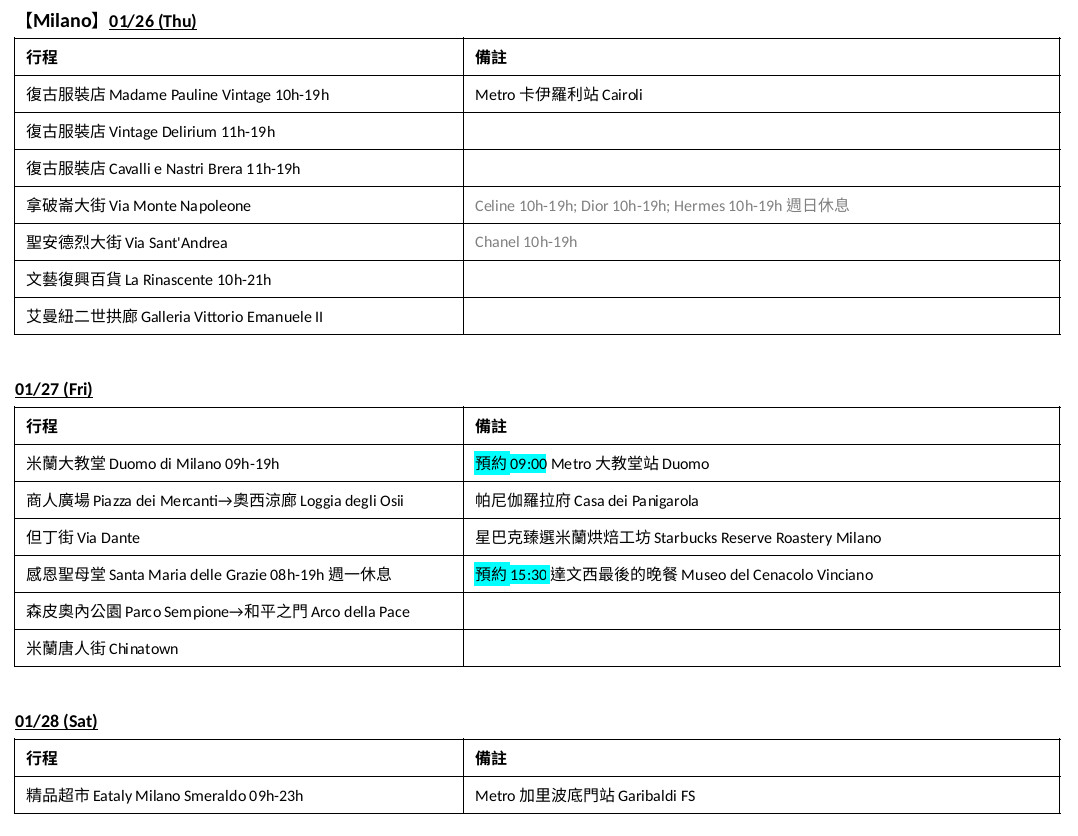 【Milano】01/26 (Thu)
行程 備註
復古服裝店 Madame Pauline Vintage 10h-19h Metro 卡伊羅利站 Cairoli
復古服裝店 Vintage Delirium 11h-19h
復古服裝店 Cavalli e Nastri Brera 11h-19h
拿破崙大街 Via Monte Napoleone Celine 10h-19h; Dior 10h-19h; Hermes 10h-19h 週日休息
聖安德烈大街 Via Sant'Andrea Chanel 10h-19h
文藝復興百貨 La Rinascente 10h-21h
艾曼紐二世拱廊 Galleria Vittorio Emanuele II
01/27 (Fri)
行程 備註
米蘭大教堂 Duomo di Milano 09h-19h 預約 09:00 Metro 大教堂站 Duomo
商人廣場 Piazza dei Mercanti→奧西涼廊 Loggia degli Osii 帕尼伽羅拉府 Casa dei Panigarola
但丁街 Via Dante 星巴克臻選米蘭烘焙工坊 Starbucks Reserve Roastery Milano
感恩聖母堂 Santa Maria delle Grazie 08h-19h 週一休息 預約 15:30 達文西最後的晚餐 Museo del Cenacolo Vinciano
森皮奧內公園 Parco Sempione→和平之門 Arco della Pace
米蘭唐人街 Chinatown
01/28 (Sat)
行程 備註
精品超市 Eataly Milano Smeraldo 09h-23h Metro 加里波底門站 Garibaldi FS